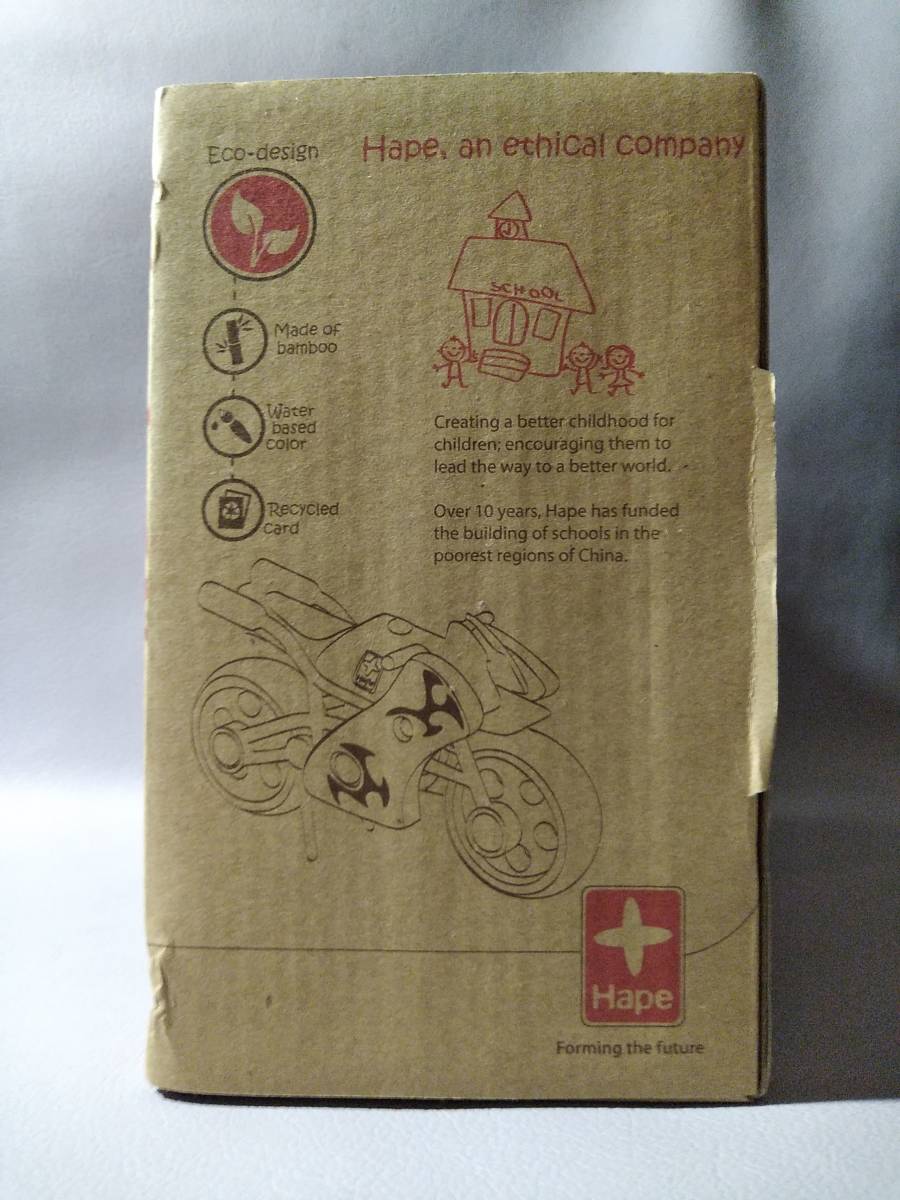 Eco-design
Hape, an ethical company
SCHOOL
Made of
bamboo
Water
based
color
Recycled
card
Creating a better childhood for
children; encouraging them to
lead the way to a better world.
Over 10 years, Hape has funded
the building of schools in the
poorest regions of China.
Hape
Forming the future